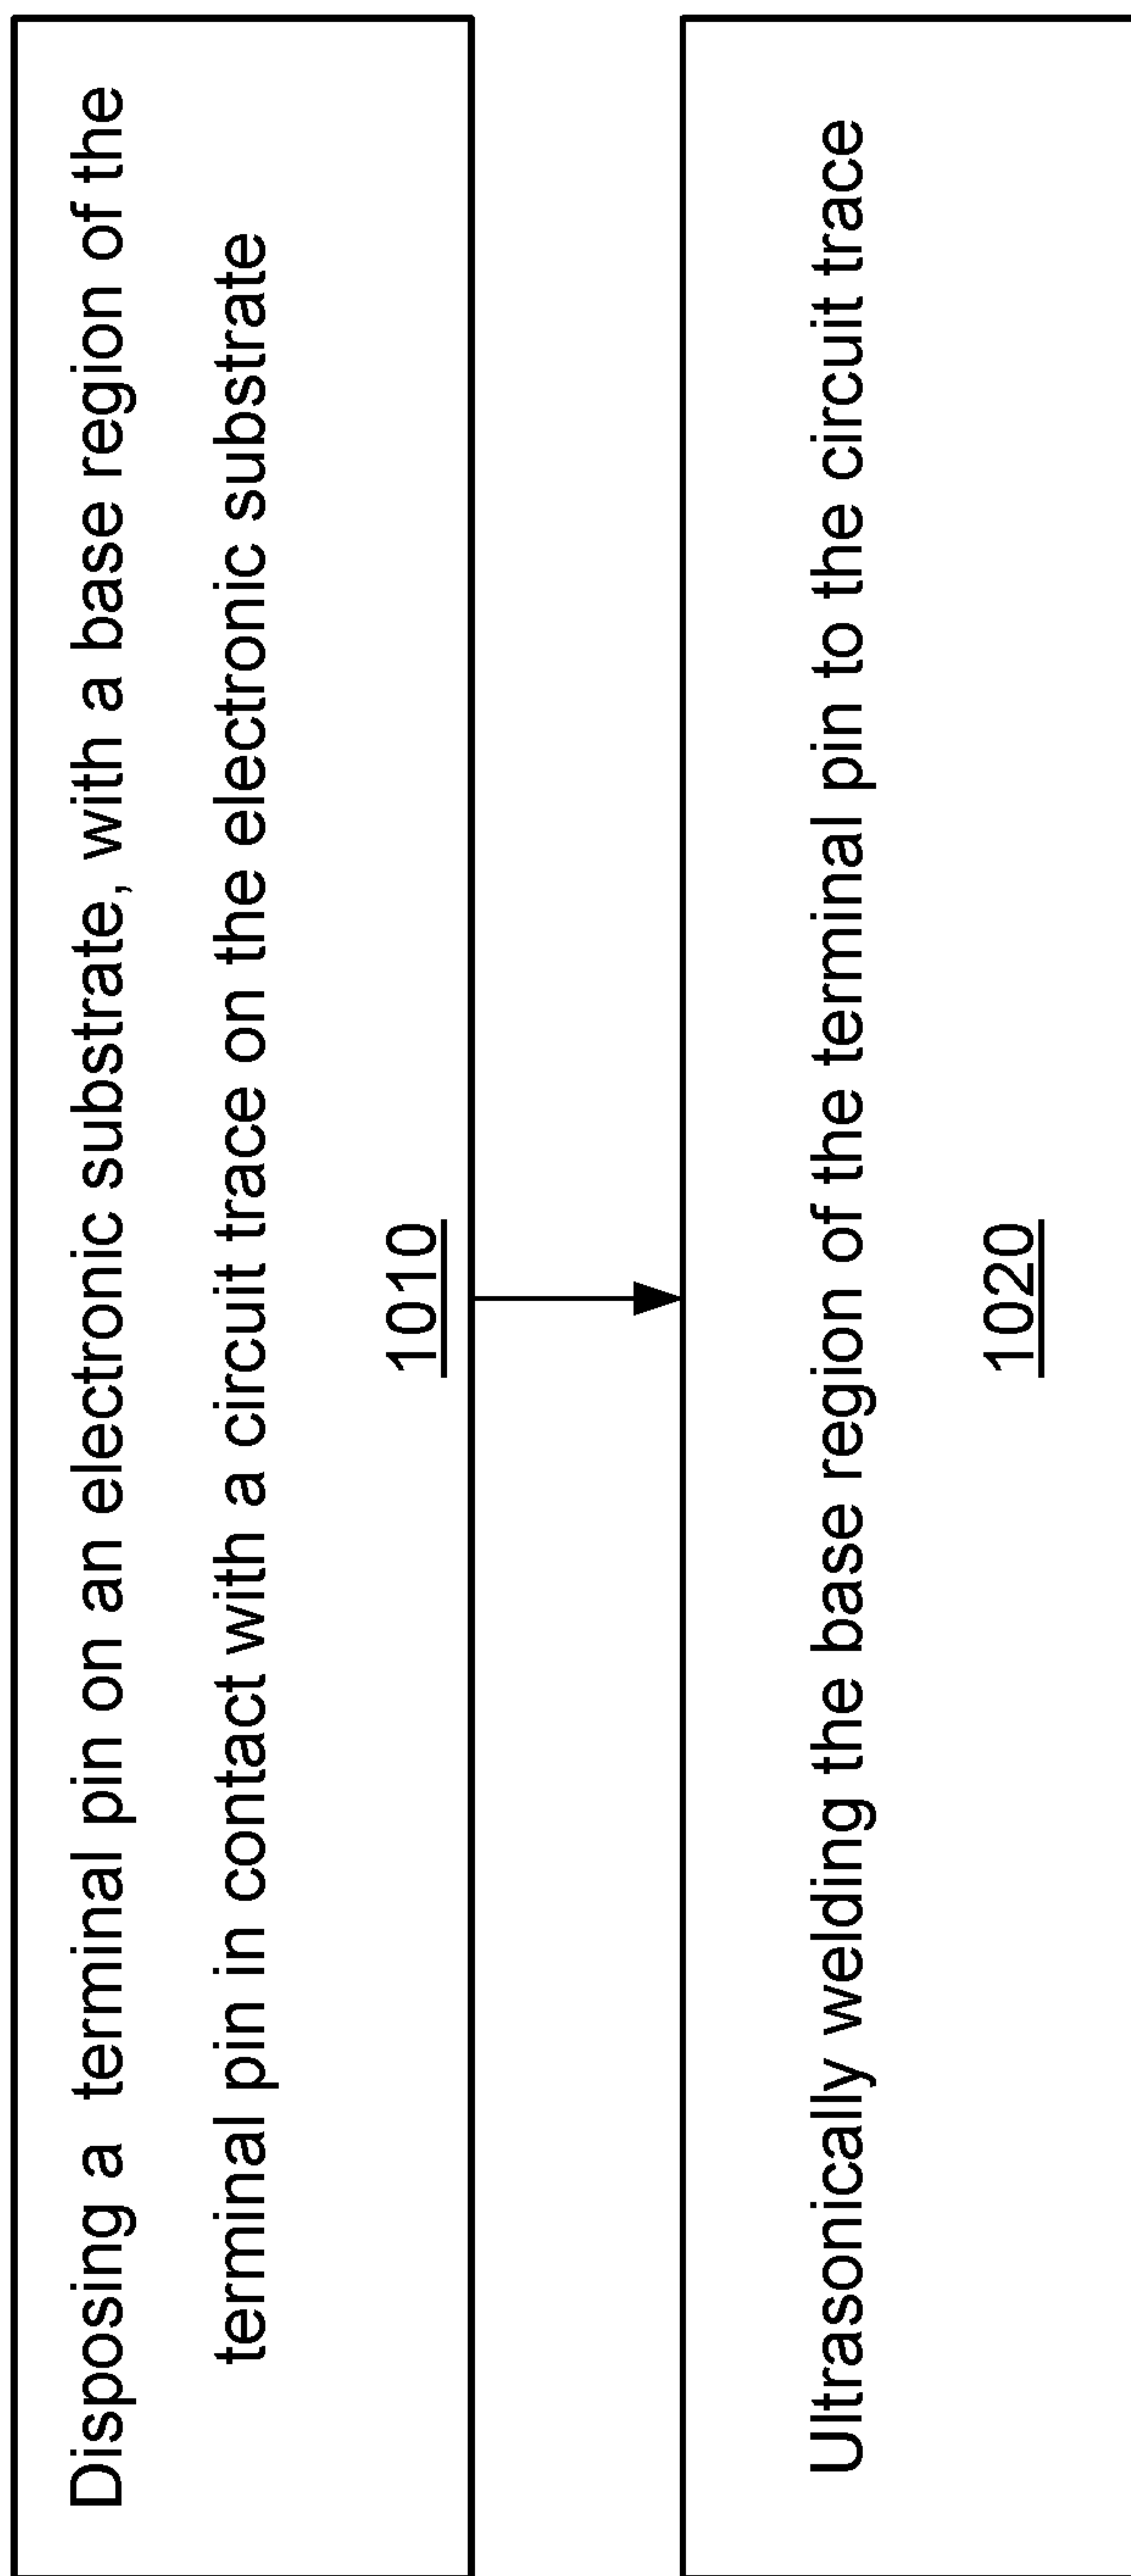 Disposing a terminal pin on an electronic substrate, with a base region of the
terminal pin in contact with a circuit trace on the electronic substrate
1010
Ultrasonically welding the base region of the terminal pin to the circuit trace
1020